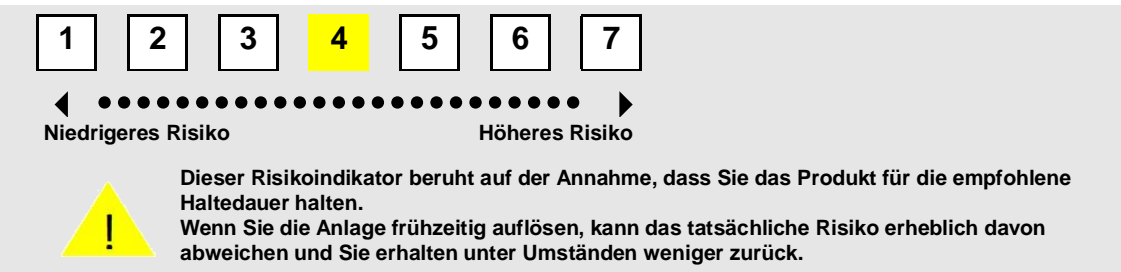 1 2 3 4 5 6 7
Niedrigeres Risiko Höheres Risiko
Dieser Risikoindikator beruht auf der Annahme, dass Sie das Produkt für die empfohlene
Haltedauer halten.
Wenn Sie die Anlage frühzeitig auflösen, kann das tatsächliche Risiko erheblich davon
abweichen und Sie erhalten unter Umständen weniger zurück.
!